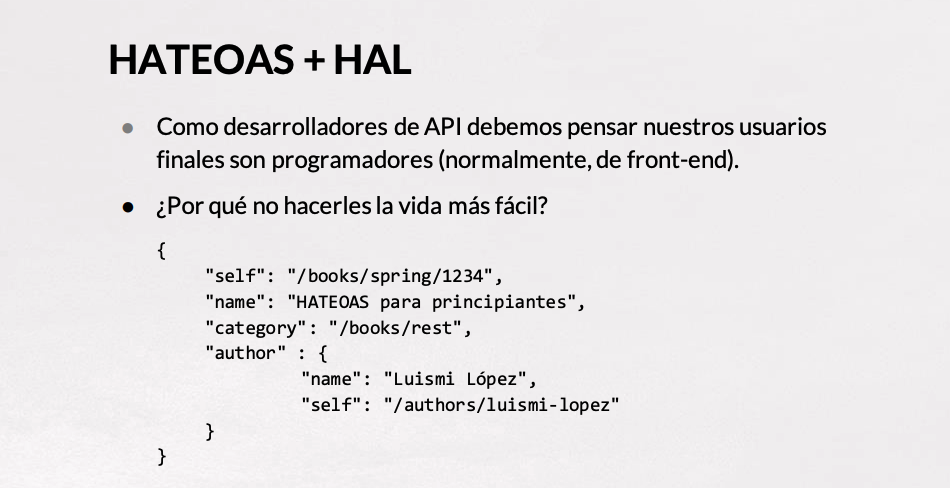 HATEOAS + HAL
● Como desarrolladores de API debemos pensar nuestros usuarios
finales son programadores (normalmente, de front-end).
● ¿Por qué no hacerles la vida más fácil?
{
"self": "/books/spring/1234",
"name": "HATEOAS para principiantes",
"category": "/books/rest",
"author" : {
"name": "Luismi López",
"self": "/authors/luismi-lopez"
}
}